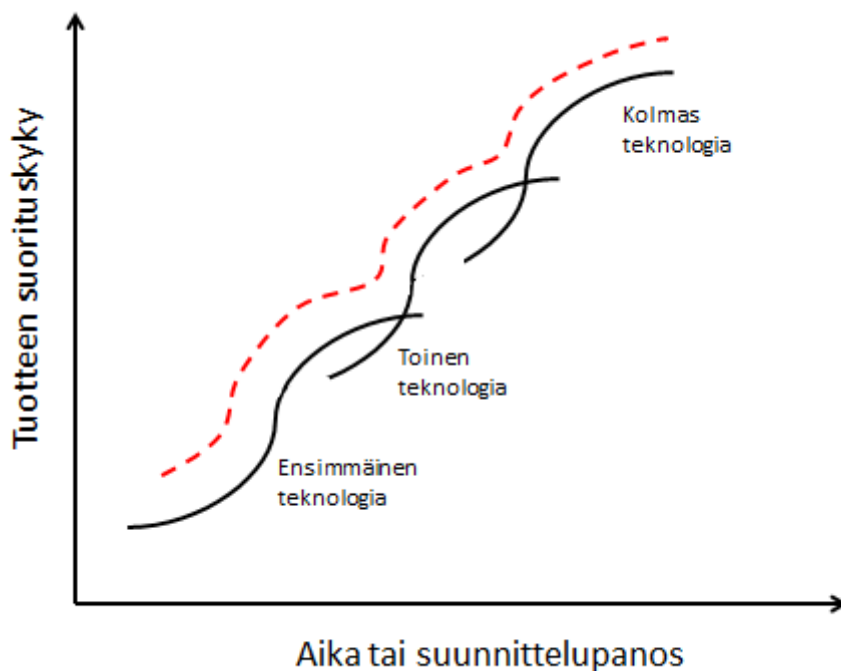 Tuotteen suorituskyky
Kolmas
teknologia
Toinen
teknologia
Ensimmäinen
teknologia
Aika tai suunnittelupanos